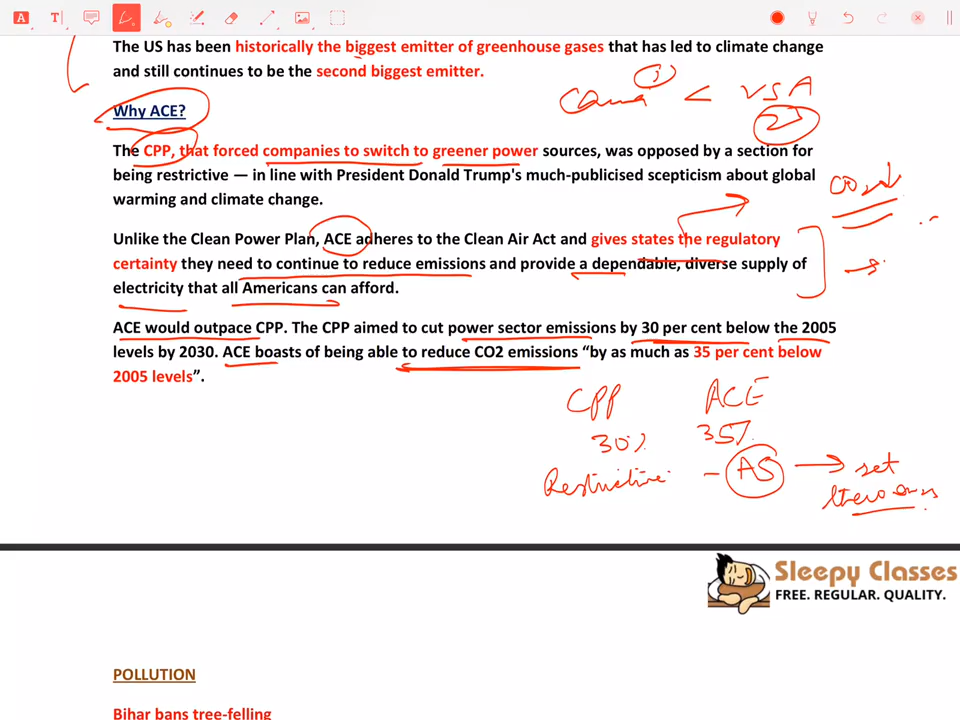 The US has been historically the biggest emitter of greenhouse gases that has led to climate change
and still continues to be the second biggest emitter.
1
< USA
2
Why ACE?
The CPP, that forced companies to switch to greener power sources, was opposed by a section for
being restrictive — in line with President Donald Trump's much-publicised scepticism about global
warming and climate change.
Unlike the Clean Power Plan, ACE adheres to the Clean Air Act and gives states the regulatory
certainty they need to continue to reduce emissions and provide a dependable, diverse supply of
electricity that all Americans can afford.
ACE would outpace CPP. The CPP aimed to cut power sector emissions by 30 per cent below the 2005
levels by 2030. ACE boasts of being able to reduce CO2 emissions “by as much as 35 per cent below
2005 levels”.
CPP ACE
30% 35%
Restrictive - AS → set
Sleepy Classes
FREE. REGULAR. QUALITY.
POLLUTION
Bihar bans tree-felling